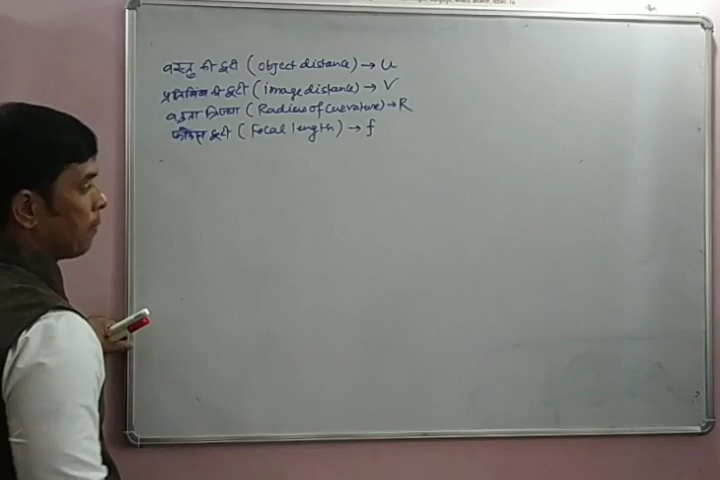 वस्तु की दूरी (object distance) → u
प्रतिबिंब की दूरी (image distance) → V
वक्रता त्रिज्या (Radius of curvature) → R
फोकस दूरी (Focal length) → f